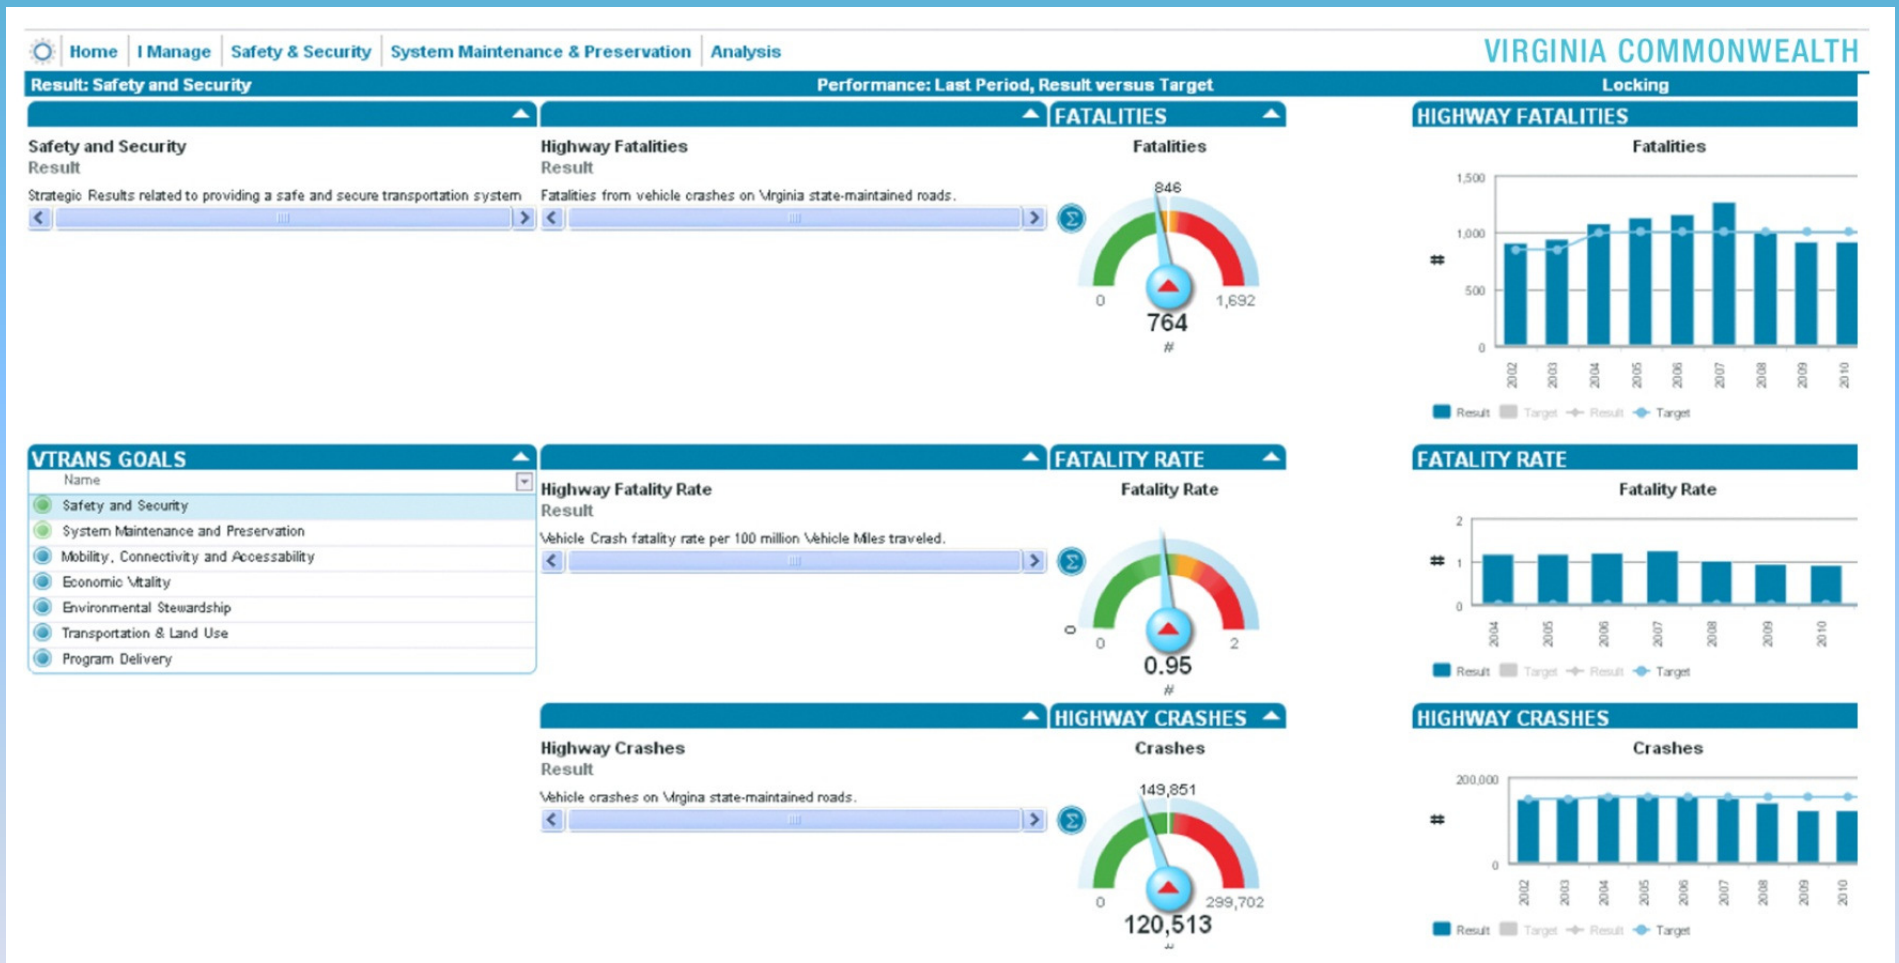 Home I Manage Safety & Security System Maintenance & Preservation Analysis
VIRGINIA COMMONWEALTH
Result: Safety and Security Performance: Last Period, Result versus Target Locking
Safety and Security
Result
Strategic Results related to providing a safe and secure transportation system
Highway Fatalities
Result
Fatalities from vehicle crashes on Virginia state-maintained roads.
FATALITIES
Fatalities
846
Σ
0 1,692
764
#
HIGHWAY FATALITIES
Fatalities
1,500
1,000
#
500
0
2002 2003 2004 2005 2006 2007 2008 2009 2010
Result Target Result Target
VTRANS GOALS
Name
Safety and Security
System Maintenance and Preservation
Mobility, Connectivity and Accessability
Economic Vitality
Environmental Stewardship
Transportation & Land Use
Program Delivery
Highway Fatality Rate
Result
Vehicle Crash fatality rate per 100 million Vehicle Miles traveled.
FATALITY RATE
Fatality Rate
Σ
0
0 2
0.95
#
FATALITY RATE
Fatality Rate
2
#
1
0
2004 2005 2006 2007 2008 2009 2010
Result Target Result Target
Highway Crashes
Result
Vehicle crashes on Virgina state-maintained roads.
HIGHWAY CRASHES
Crashes
149,851
Σ
0 299,702
120,513
#
HIGHWAY CRASHES
Crashes
200,000
#
0
2002 2003 2004 2005 2006 2007 2008 2009 2010
Result Target Result Target